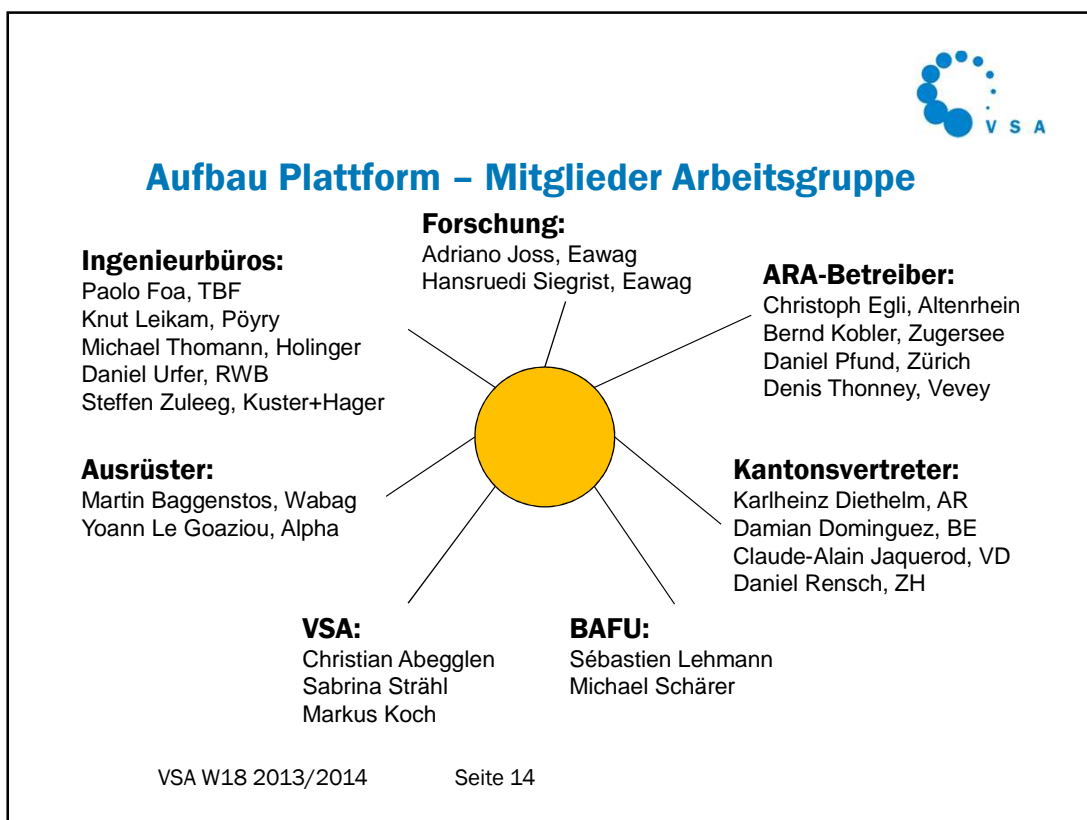 VSA
Aufbau Plattform – Mitglieder Arbeitsgruppe
Forschung:
Adriano Joss, Eawag
Hansruedi Siegrist, Eawag
Ingenieurbüros:
Paolo Foa, TBF
Knut Leikam, Pöyry
Michael Thomann, Holinger
Daniel Urfer, RWB
Steffen Zuleeg, Kuster+Hager
ARA-Betreiber:
Christoph Egli, Altenrhein
Bernd Kobler, Zugersee
Daniel Pfund, Zürich
Denis Thonney, Vevey
Ausrüster:
Martin Baggenstos, Wabag
Yoann Le Goaziou, Alpha
Kantonsvertreter:
Karlheinz Diethelm, AR
Damian Dominguez, BE
Claude-Alain Jaquerod, VD
Daniel Rensch, ZH
VSA:
Christian Abegglen
Sabrina Strähl
Markus Koch
BAFU:
Sébastien Lehmann
Michael Schärer
VSA W18 2013/2014 Seite 14